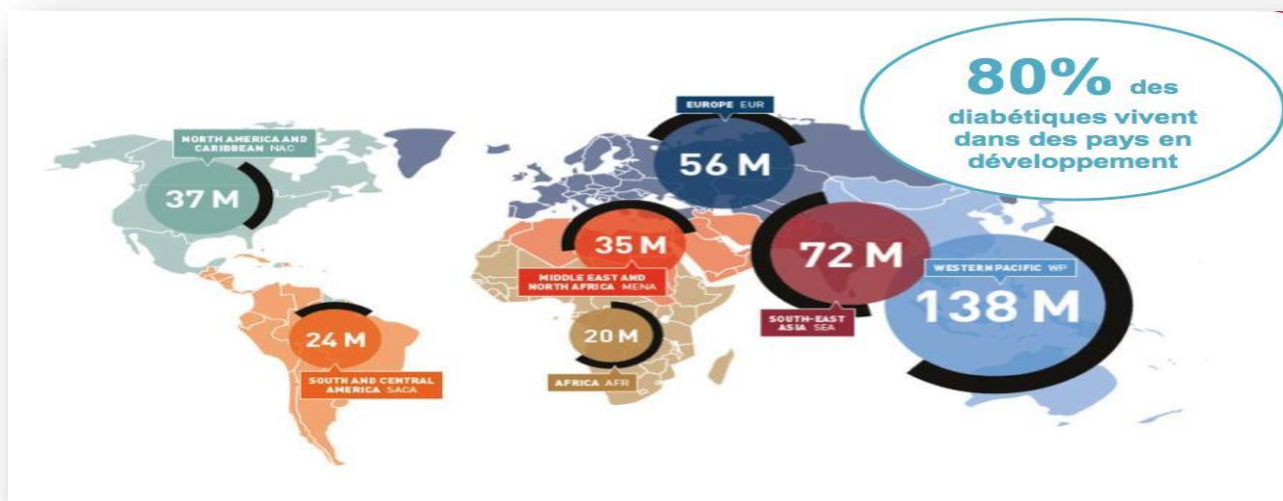 80% des
diabétiques vivent
dans des pays en
développement
EUROPE EUR
56 M
NORTH AMERICA AND
CARIBBEAN NAC
37 M
35 M
MIDDLE EAST AND
NORTH AFRICA MENA
72 M
SOUTH-EAST
ASIA SEA
WESTERN PACIFIC WP
138 M
24 M
SOUTH AND CENTRAL
AMERICA SACA
20 M
AFRICA AFR